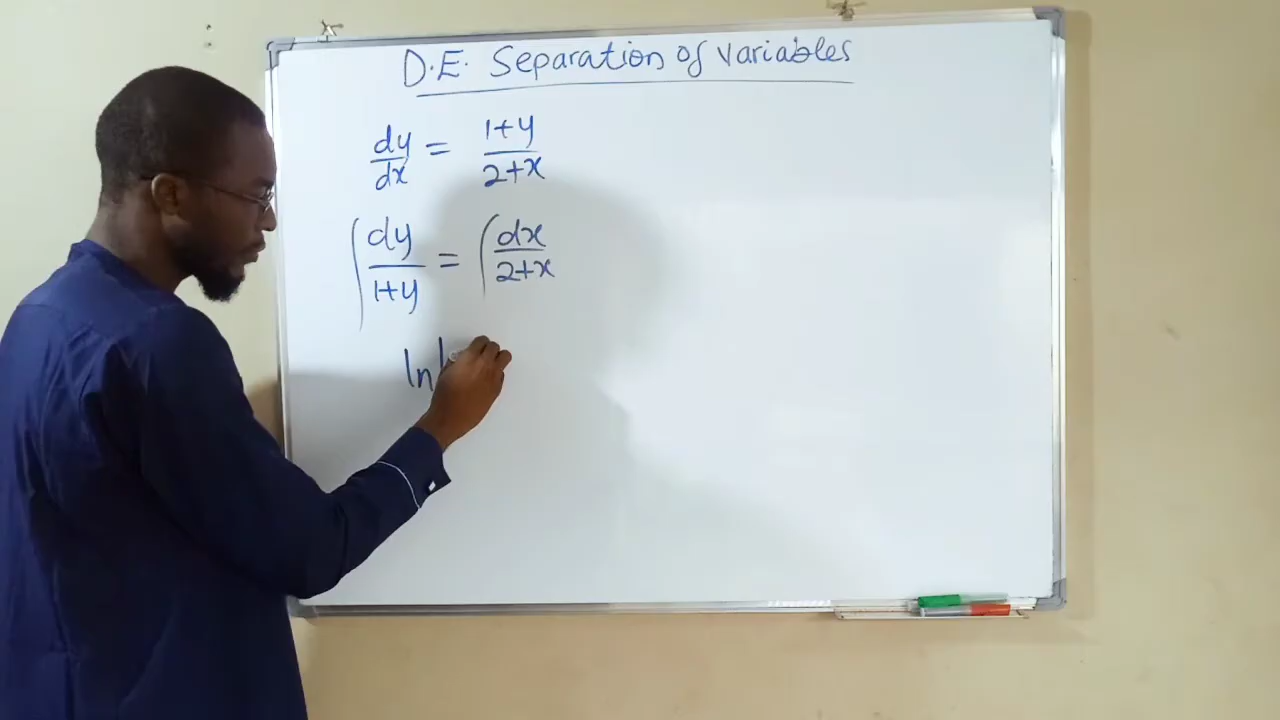 D.E. Separation of variables
dy/dx = 1+y/2+x
∫ dy/1+y = ∫ dx/2+x
ln|